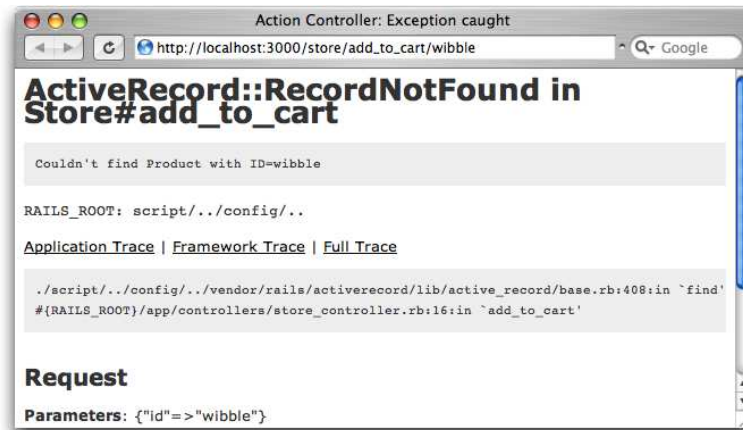 Action Controller: Exception caught
http://localhost:3000/store/add_to_cart/wibble
Google
ActiveRecord::RecordNotFound in
Store#add_to_cart
Couldn't find Product with ID=wibble
RAILS_ROOT: script/../config/..
Application Trace | Framework Trace | Full Trace
./script/../config/../vendor/rails/activerecord/lib/active_record/base.rb:408:in `find'
#{RAILS_ROOT}/app/controllers/store_controller.rb:16:in `add_to_cart'
Request
Parameters: {"id"=>"wibble"}